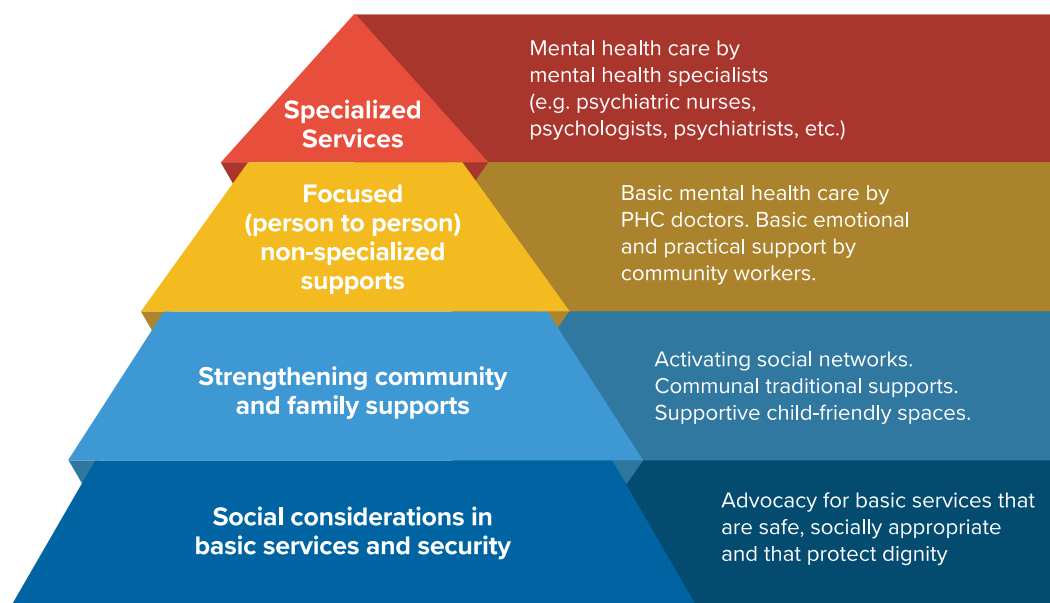 Specialized
Services
Mental health care by
mental health specialists
(e.g. psychiatric nurses,
psychologists, psychiatrists, etc.)
Focused
(person to person)
non-specialized
supports
Basic mental health care by
PHC doctors. Basic emotional
and practical support by
community workers.
Strengthening community
and family supports
Activating social networks.
Communal traditional supports.
Supportive child-friendly spaces.
Social considerations in
basic services and security
Advocacy for basic services that
are safe, socially appropriate
and that protect dignity